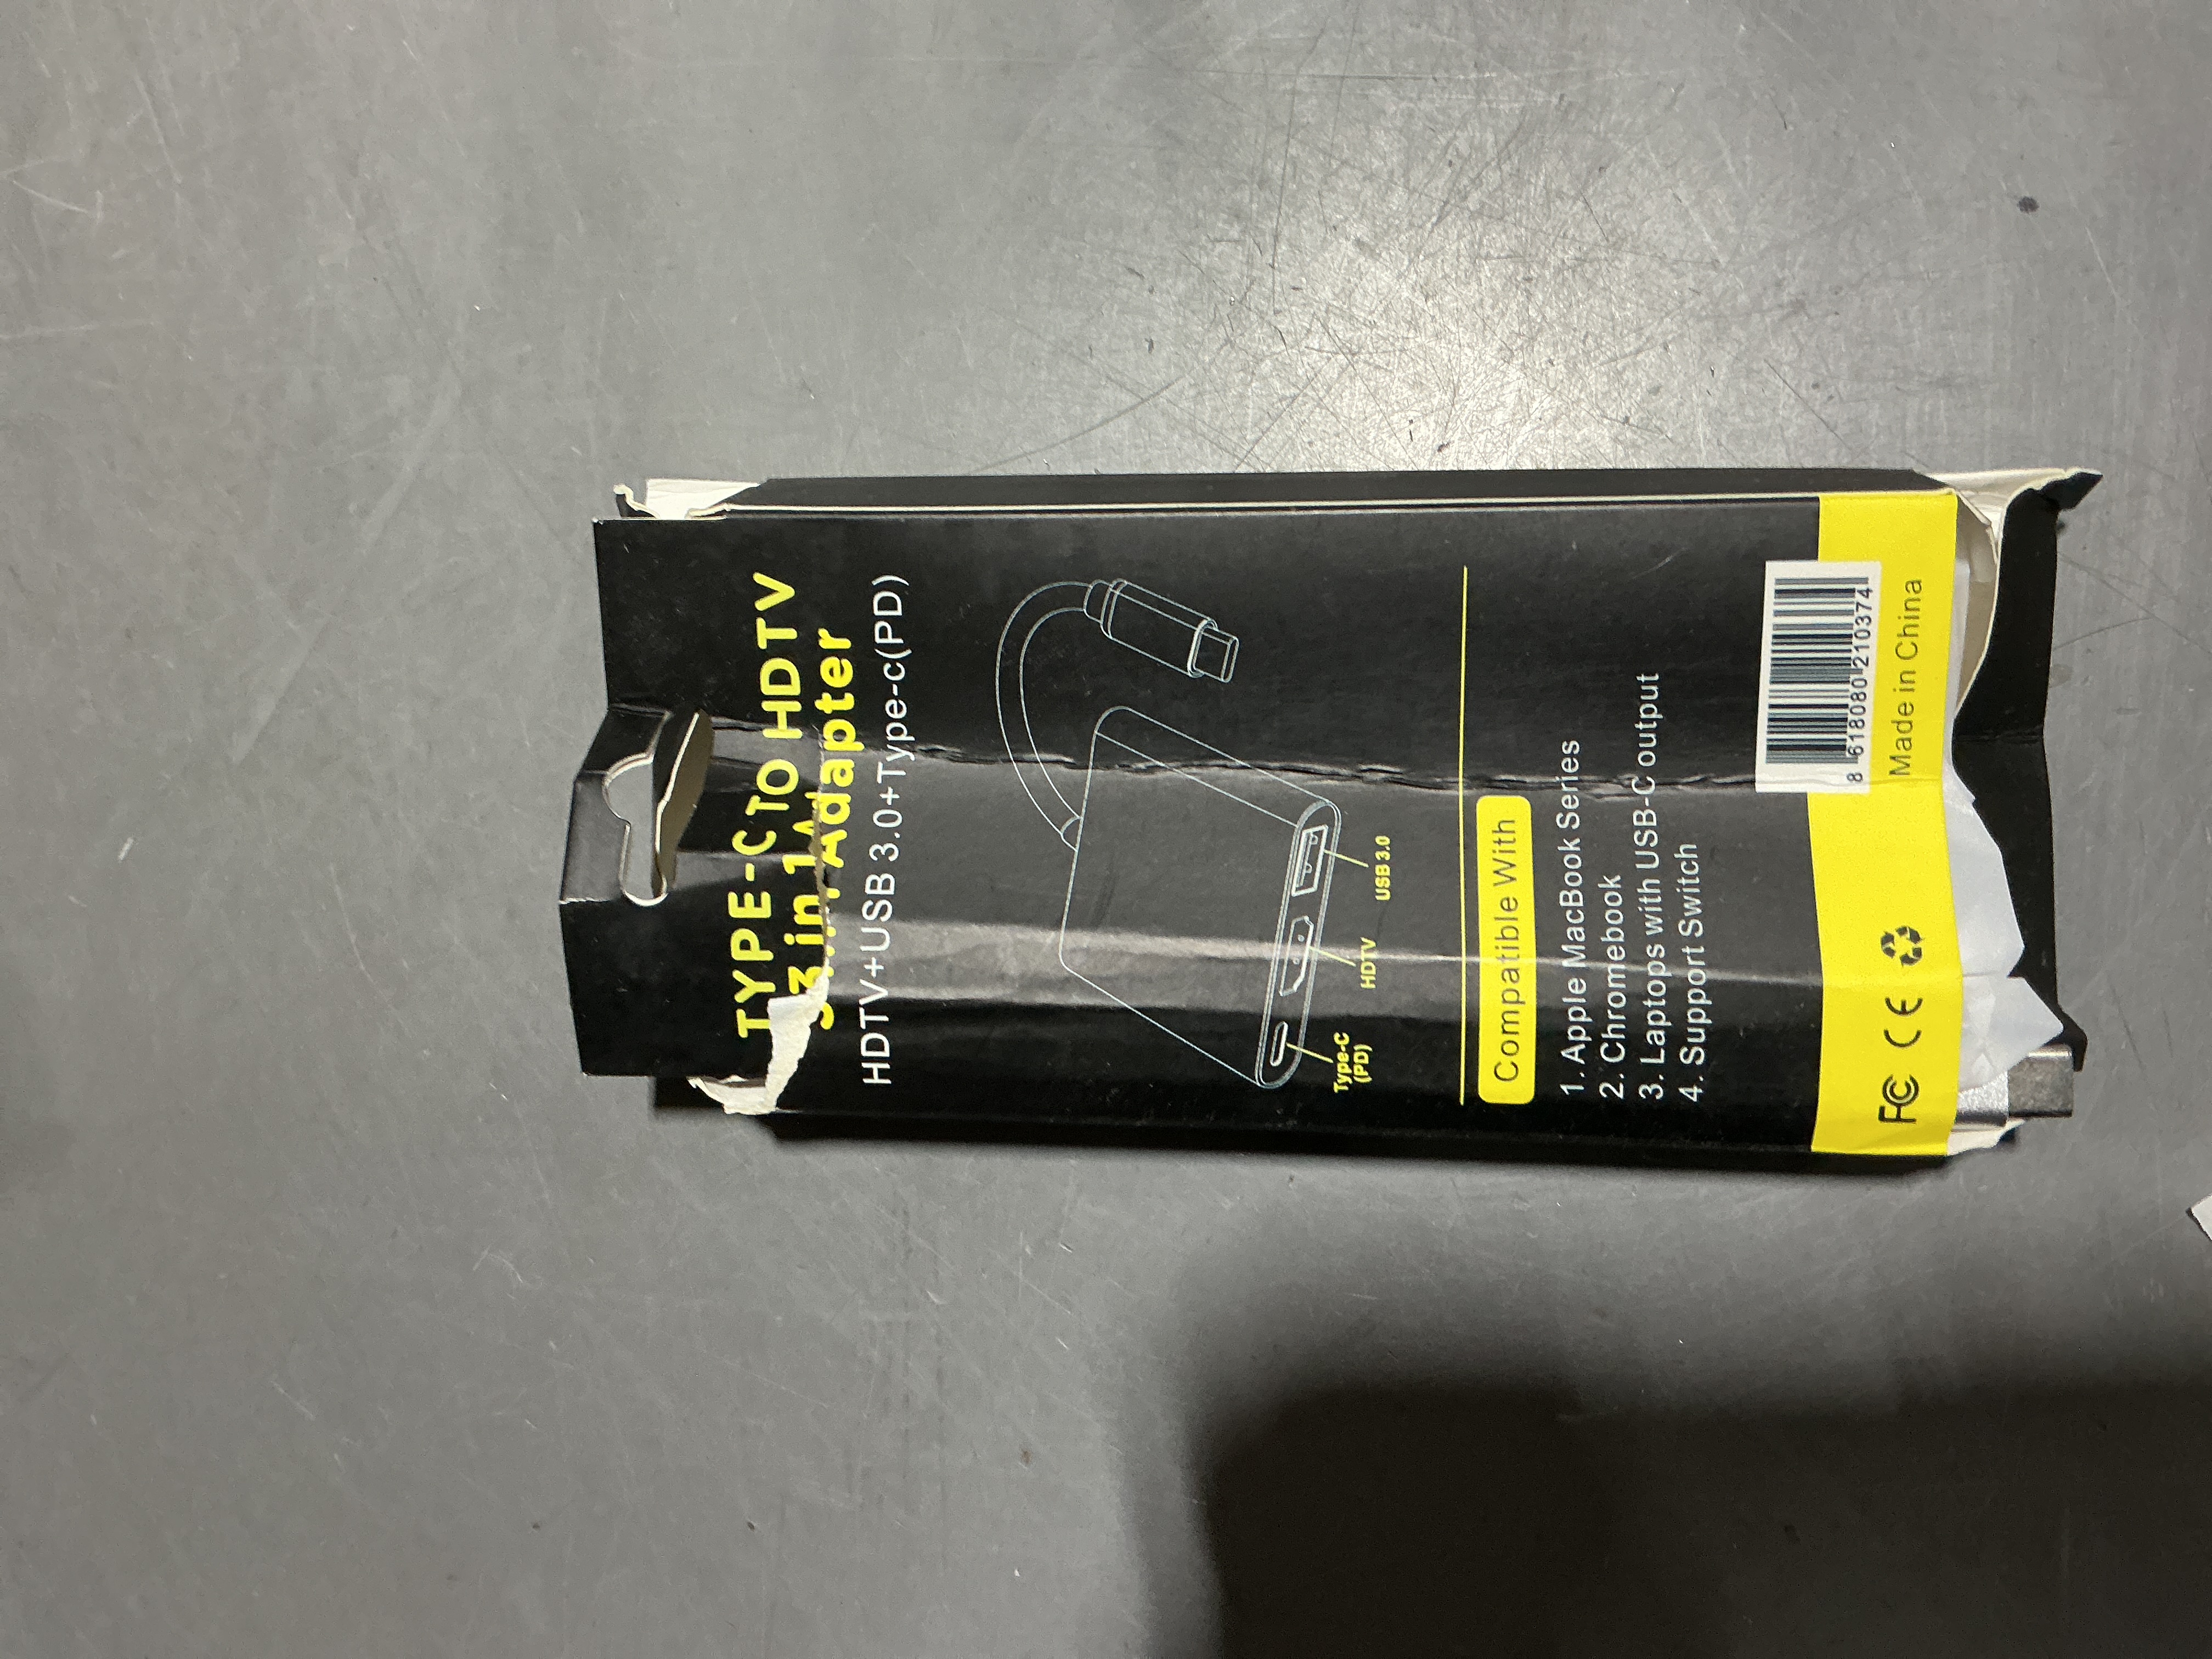 TYPE-C TO HDTV
3 in 1 Adapter
HDTV+USB 3.0+Type-c(PD)
Type-C
(PD)
HDTV
USB 3.0
Compatible With
1. Apple MacBook Series
2. Chromebook
3. Laptops with USB-C output
4. Support Switch
8 618080 210374
FC CE
Made in China